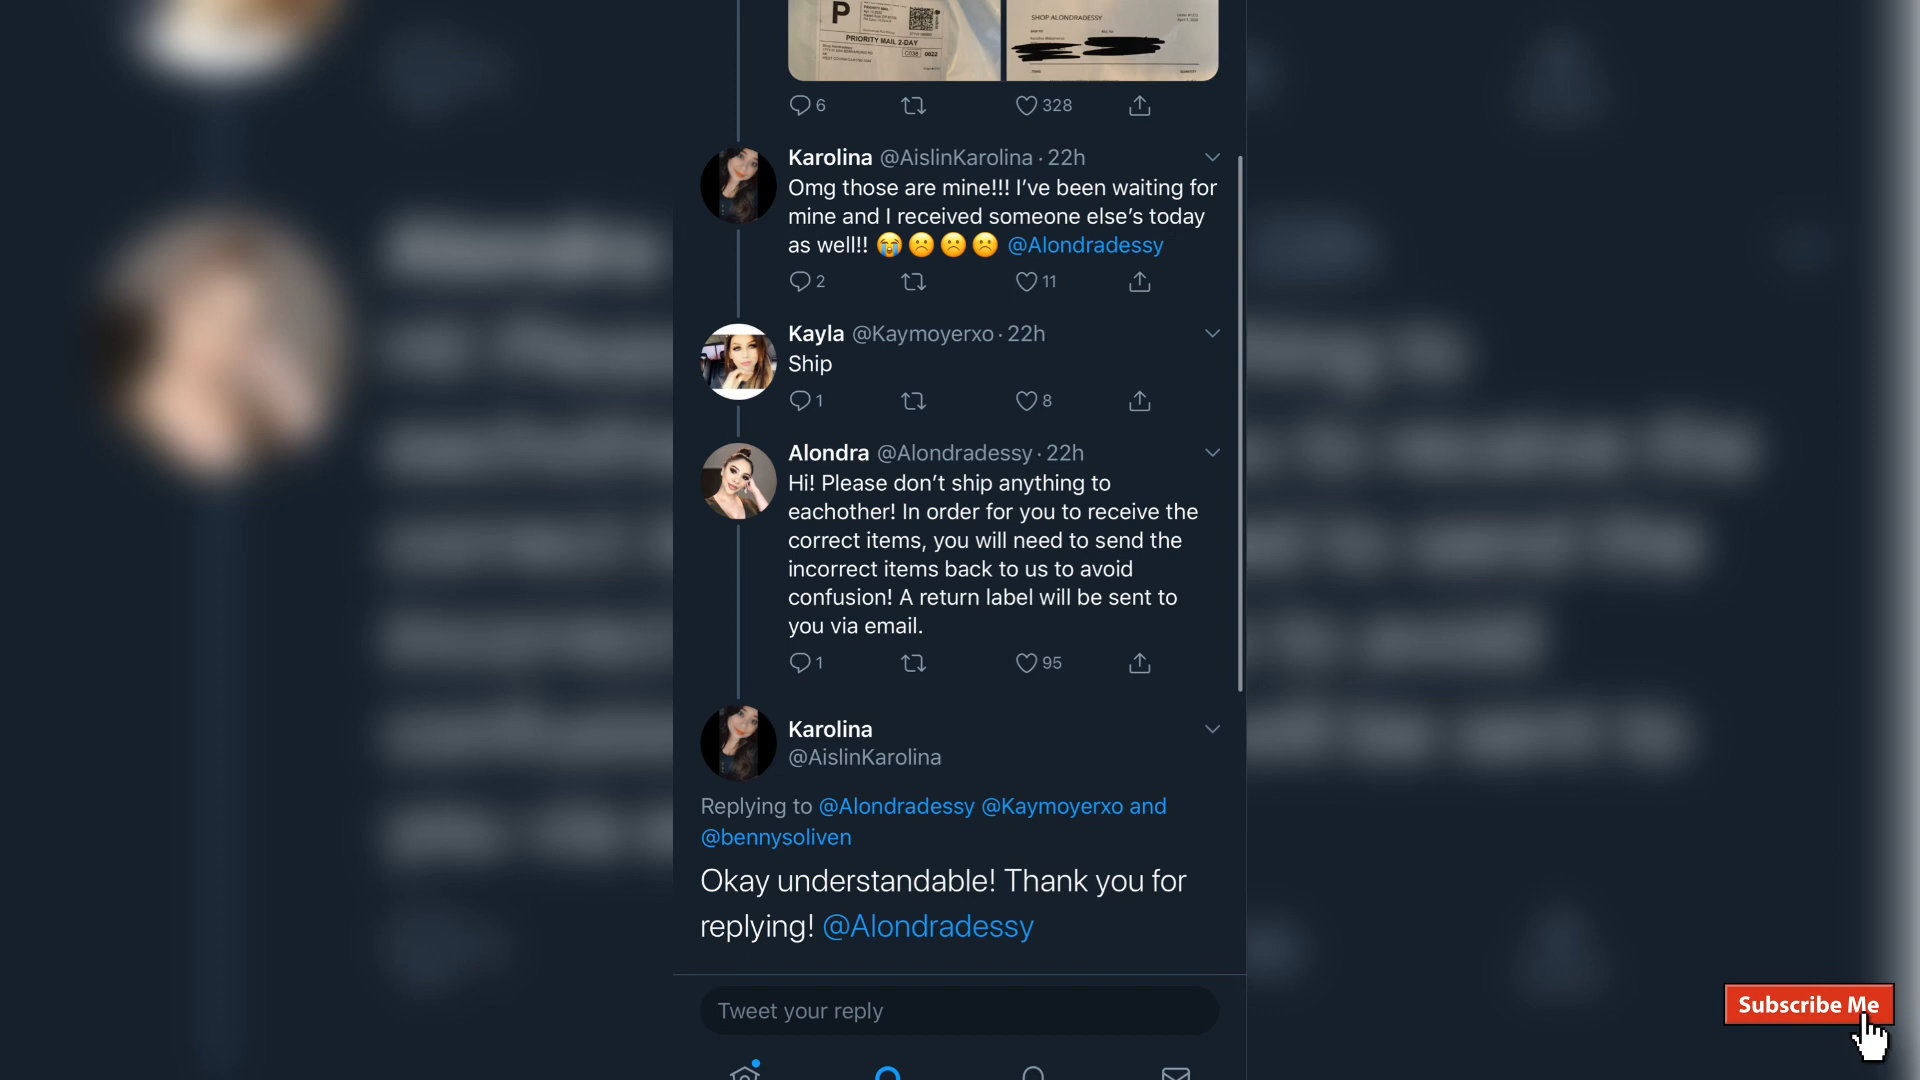 P
PRIORITY MAIL 2-DAY
C038 0022
SHOP ALONDRADESSY
6
328
Karolina @AislinKarolina · 22h
Omg those are mine!!! I’ve been waiting for
mine and I received someone else’s today
as well!! 😭☹️☹️☹️ @Alondradessy
2
11
Kayla @Kaymoyerxo · 22h
Ship
1
8
Alondra @Alondradessy · 22h
Hi! Please don’t ship anything to
eachother! In order for you to receive the
correct items, you will need to send the
incorrect items back to us to avoid
confusion! A return label will be sent to
you via email.
1
95
Karolina
@AislinKarolina
Replying to @Alondradessy @Kaymoyerxo and
@bennysoliven
Okay understandable! Thank you for
replying! @Alondradessy
Tweet your reply
Subscribe Me